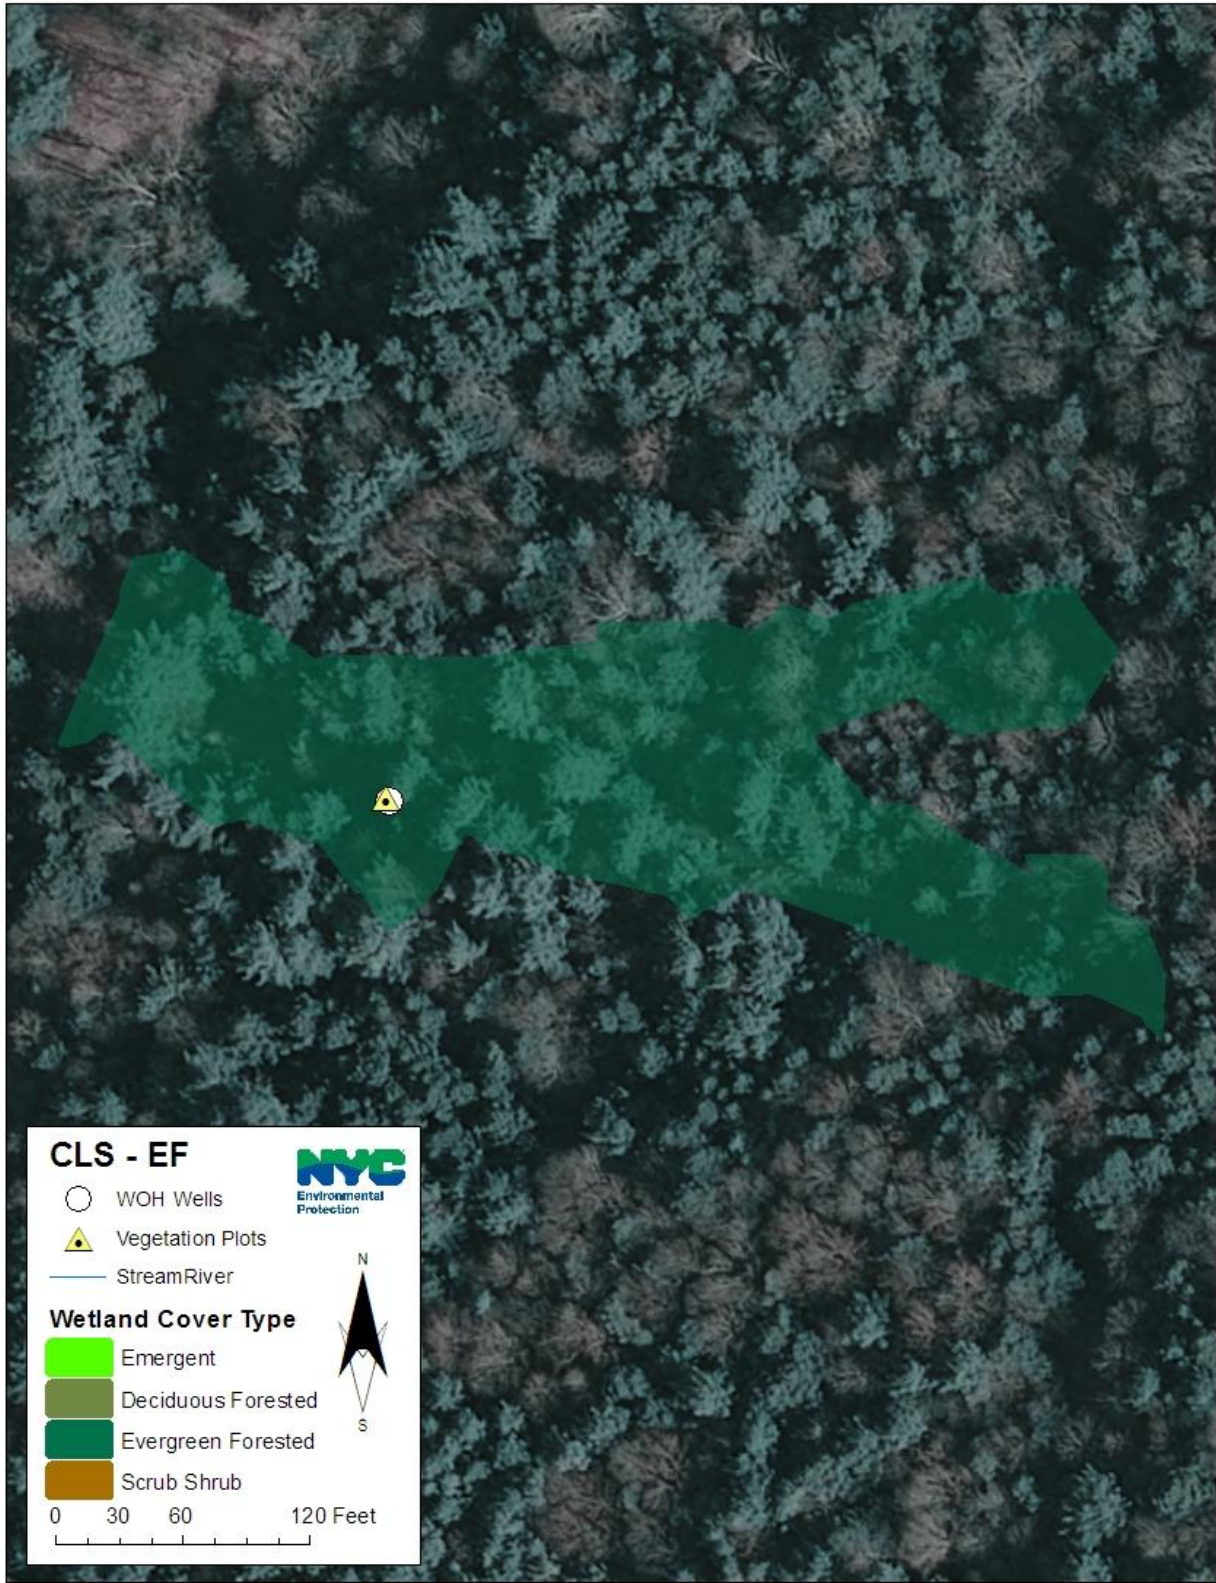 CLS - EF
NYC
Environmental
Protection
WOH Wells
Vegetation Plots
StreamRiver
N
S
Wetland Cover Type
Emergent
Deciduous Forested
Evergreen Forested
Scrub Shrub
0 30 60 120 Feet